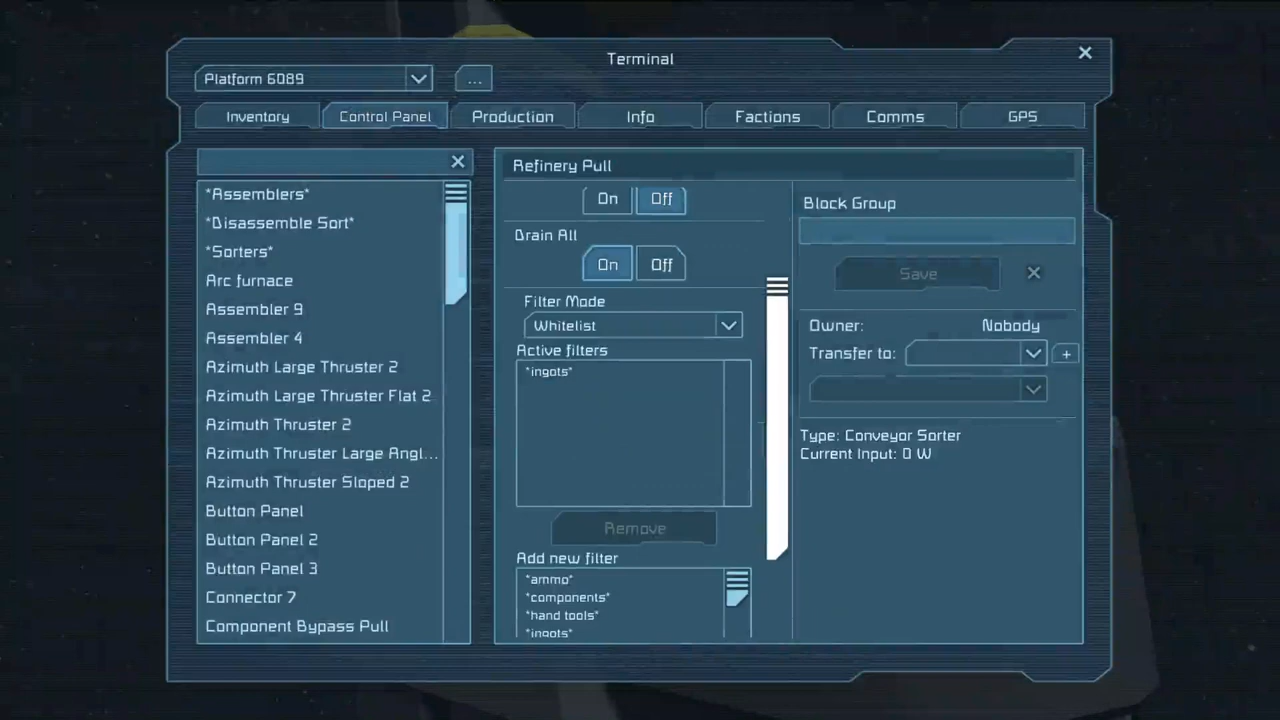 Terminal
Platform 6089
...
Inventory
Control Panel
Production
Info
Factions
Comms
GPS
*Assemblers*
*Disassemble Sort*
*Sorters*
Arc furnace
Assembler 9
Assembler 4
Azimuth Large Thruster 2
Azimuth Large Thruster Flat 2
Azimuth Thruster 2
Azimuth Thruster Large Angl...
Azimuth Thruster Sloped 2
Button Panel
Button Panel 2
Button Panel 3
Connector 7
Component Bypass Pull
Refinery Pull
On Off
Drain All
On Off
Filter Mode
Whitelist
Active filters
*ingots*
Remove
Add new filter
*ammo*
*components*
*hand tools*
*ingots*
Block Group
Save
Owner: Nobody
Transfer to:
+
Type: Conveyor Sorter
Current Input: 0 W